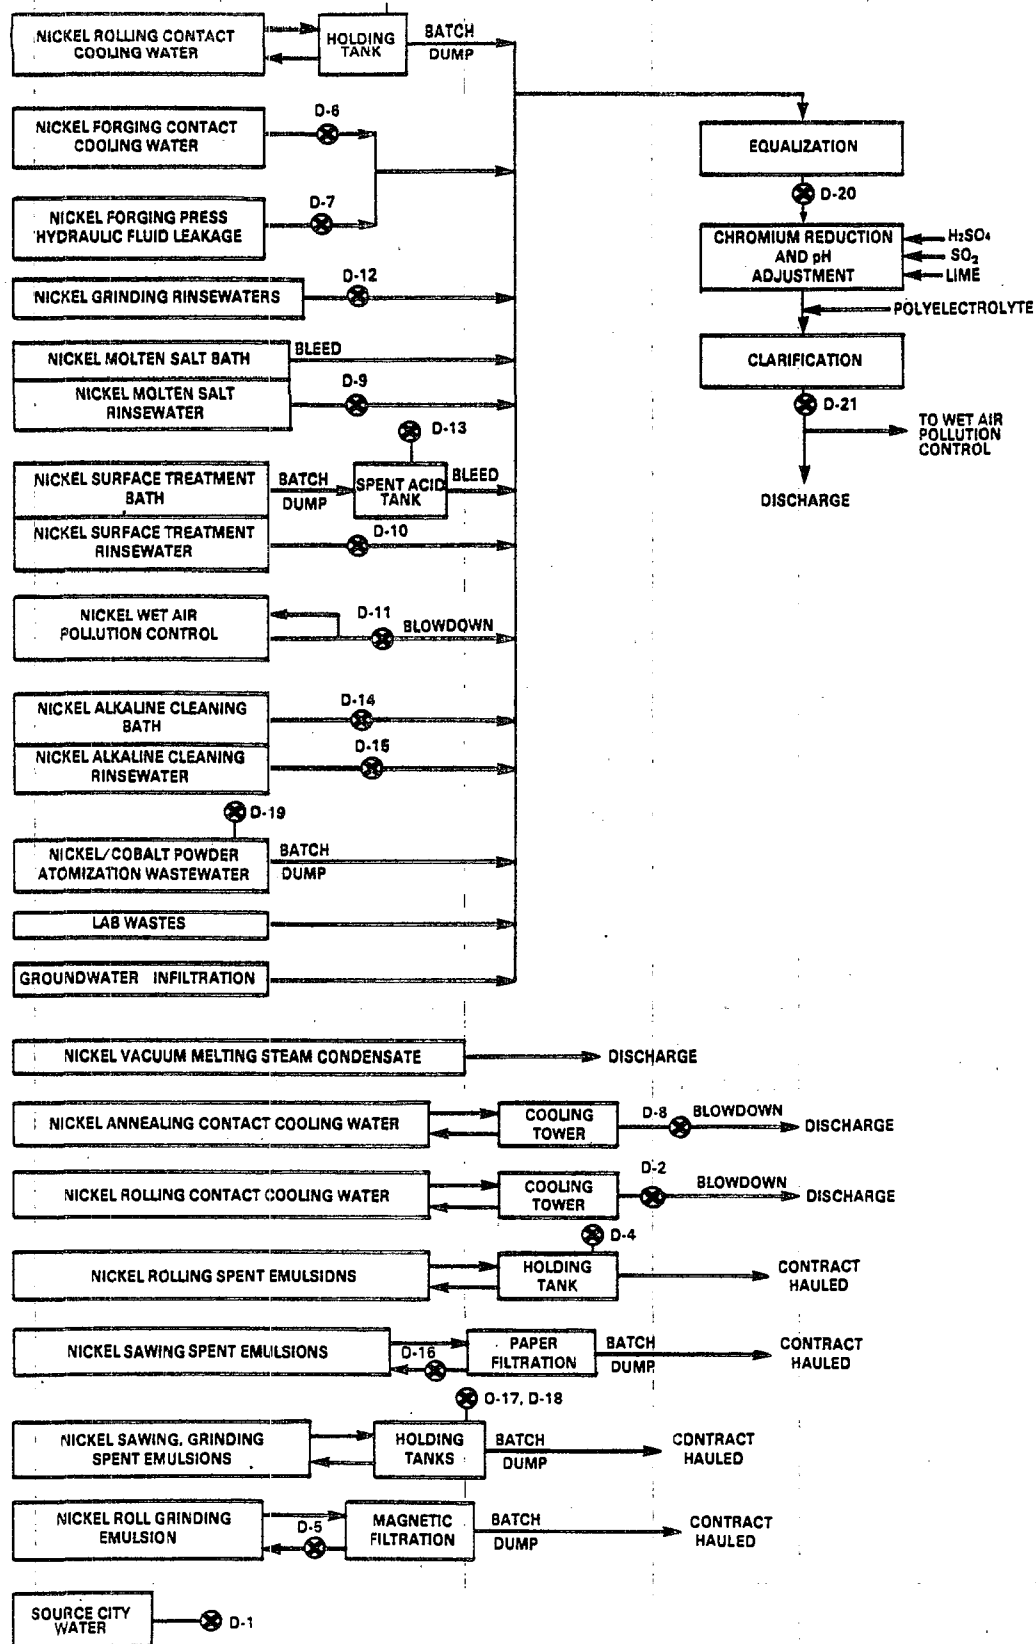 NICKEL ROLLING CONTACT
COOLING WATER
HOLDING
TANK
BATCH
DUMP
D-6
NICKEL FORGING CONTACT
COOLING WATER
EQUALIZATION
D-20
D-7
NICKEL FORGING PRESS
HYDRAULIC FLUID LEAKAGE
CHROMIUM REDUCTION
AND pH
ADJUSTMENT
H₂SO₄
SO₂
LIME
D-12
NICKEL GRINDING RINSEWATERS
POLYELECTROLYTE
NICKEL MOLTEN SALT BATH
BLEED
CLARIFICATION
NICKEL MOLTEN SALT
RINSEWATER
D-9
D-21
D-13
TO WET AIR
POLLUTION
CONTROL
NICKEL SURFACE TREATMENT
BATH
BATCH
DUMP
SPENT ACID
TANK
BLEED
DISCHARGE
NICKEL SURFACE TREATMENT
RINSEWATER
D-10
NICKEL WET AIR
POLLUTION CONTROL
D-11
BLOWDOWN
NICKEL ALKALINE CLEANING
BATH
D-14
NICKEL ALKALINE CLEANING
RINSEWATER
D-15
D-19
NICKEL/COBALT POWDER
ATOMIZATION WASTEWATER
BATCH
DUMP
LAB WASTES
GROUNDWATER INFILTRATION
NICKEL VACUUM MELTING STEAM CONDENSATE
DISCHARGE
NICKEL ANNEALING CONTACT COOLING WATER
COOLING
TOWER
D-8
BLOWDOWN
DISCHARGE
NICKEL ROLLING CONTACT COOLING WATER
COOLING
TOWER
D-2
BLOWDOWN
DISCHARGE
D-4
NICKEL ROLLING SPENT EMULSIONS
HOLDING
TANK
CONTRACT
HAULED
NICKEL SAWING SPENT EMULSIONS
D-16
PAPER
FILTRATION
BATCH
DUMP
CONTRACT
HAULED
D-17, D-18
NICKEL SAWING, GRINDING
SPENT EMULSIONS
HOLDING
TANKS
BATCH
DUMP
CONTRACT
HAULED
NICKEL ROLL GRINDING
EMULSION
D-5
MAGNETIC
FILTRATION
BATCH
DUMP
CONTRACT
HAULED
SOURCE CITY
WATER
D-1